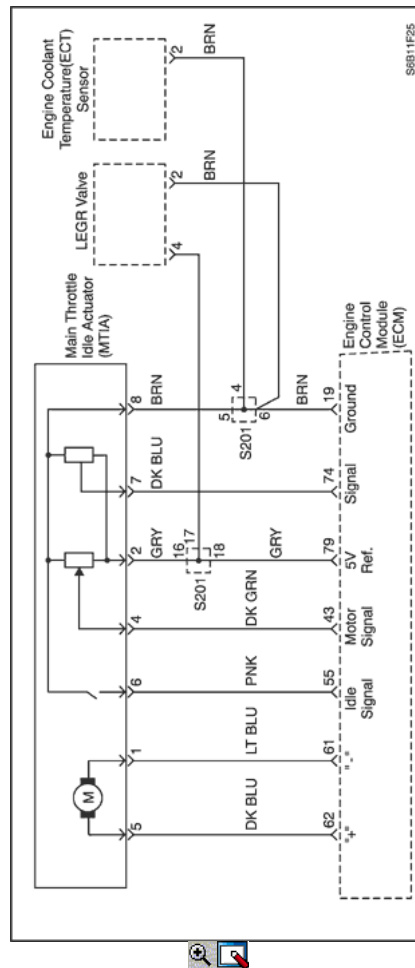 S6B11F25
Engine Coolant
Temperature(ECT)
Sensor
2
BRN
LEGR Valve
2
BRN
4
Main Throttle
Idle Actuator
(MTIA)
M
5
1
6
4
2
7
8
DK BLU
LT BLU
PNK
DK GRN
GRY
DK BLU
BRN
16
17
18
S201
5
4
6
S201
GRY
BRN
62
61
55
43
79
74
19
"+"
"-"
Idle
Signal
Motor
Signal
5V
Ref.
Signal
Ground
Engine
Control
Module
(ECM)